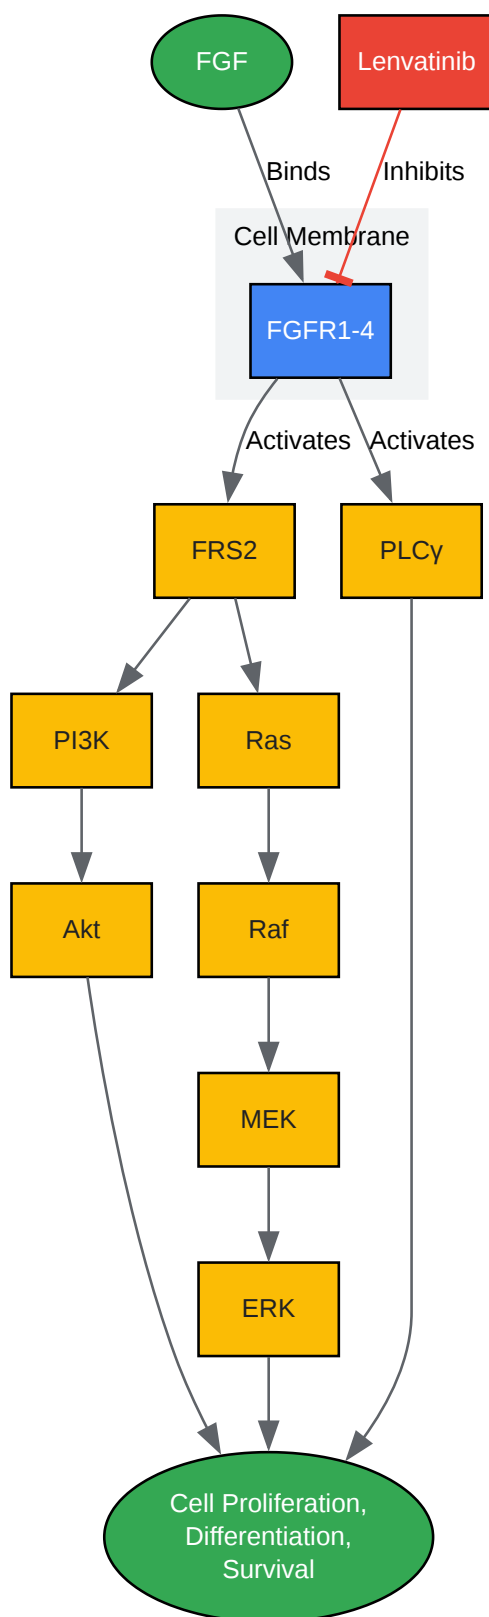 FGF
Lenvatinib
Binds
Inhibits
Cell Membrane
FGFR1-4
Activates
Activates
FRS2
PLCγ
PI3K
Ras
Akt
Raf
MEK
ERK
Cell Proliferation,
Differentiation,
Survival